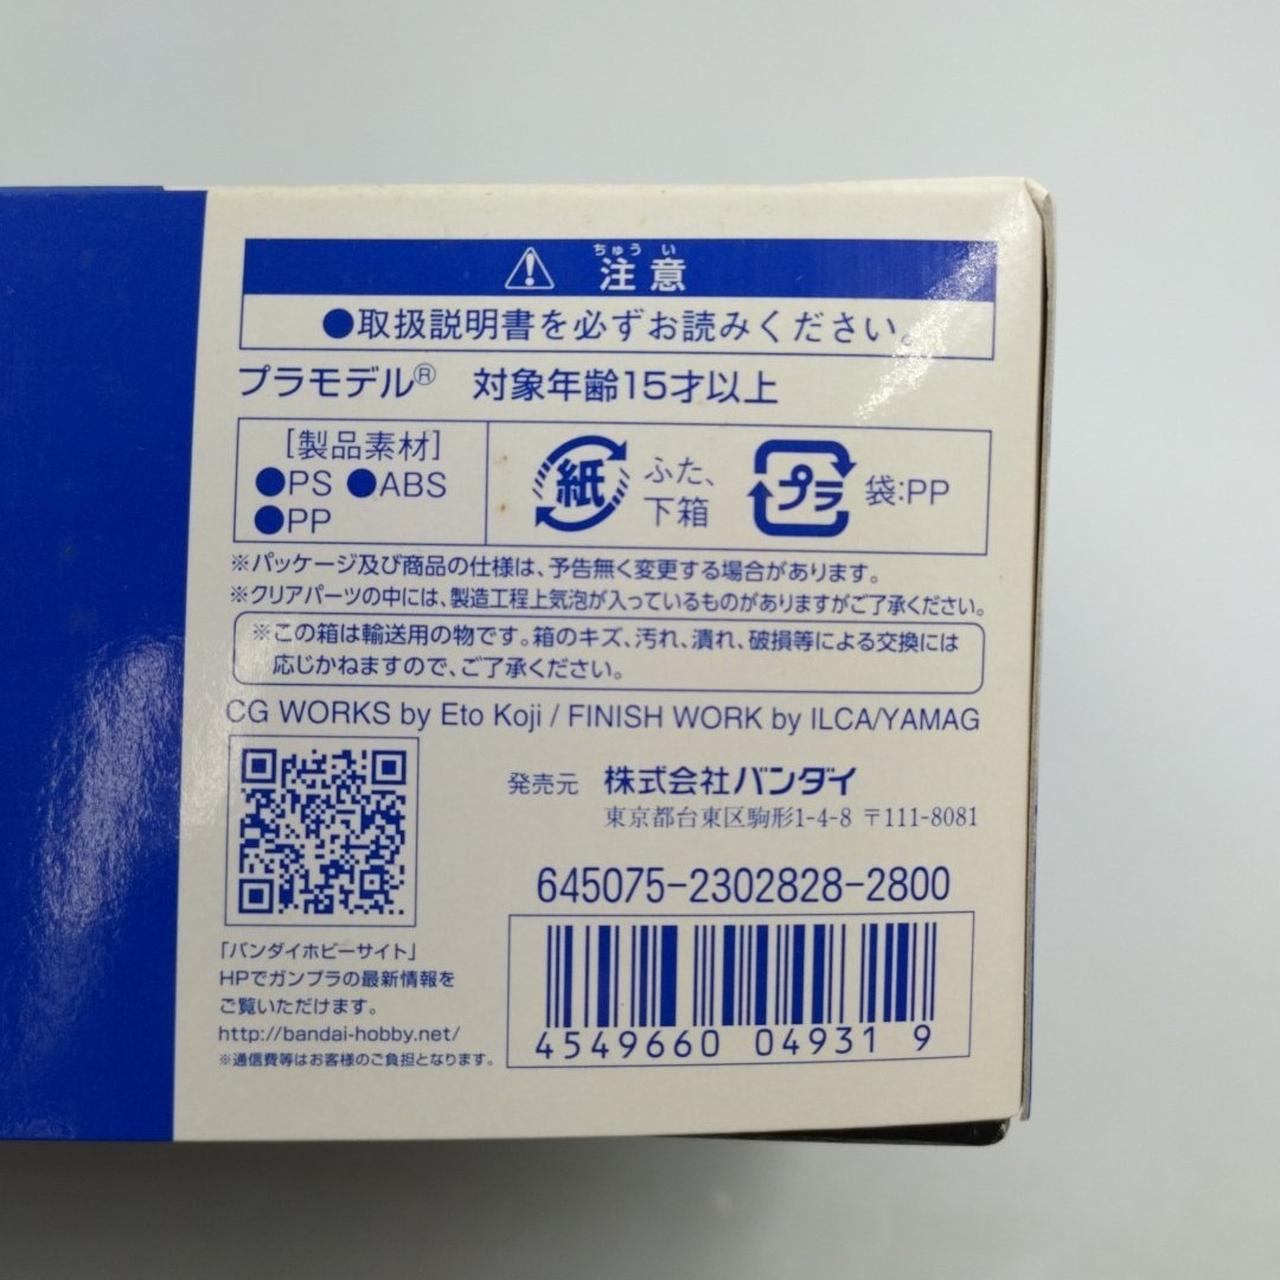 ちゅうい
注意
●取扱説明書を必ずお読みください。
プラモデル® 対象年齢15才以上
[製品素材]
●PS ●ABS
●PP
紙 ふた、
下箱
プラ 袋:PP
※パッケージ及び商品の仕様は、予告無く変更する場合があります。
※クリアパーツの中には、製造工程上気泡が入っているものがありますがご了承ください。
※この箱は輸送用の物です。箱のキズ、汚れ、潰れ、破損等による交換には
応じかねますので、ご了承ください。
CG WORKS by Eto Koji / FINISH WORK by ILCA/YAMAG
発売元 株式会社バンダイ
東京都台東区駒形1-4-8 〒111-8081
645075-2302828-2800
4549660 04931 9
「バンダイホビーサイト」
HPでガンプラの最新情報を
ご覧いただけます。
http://bandai-hobby.net/
※通信費等はお客様のご負担となります。